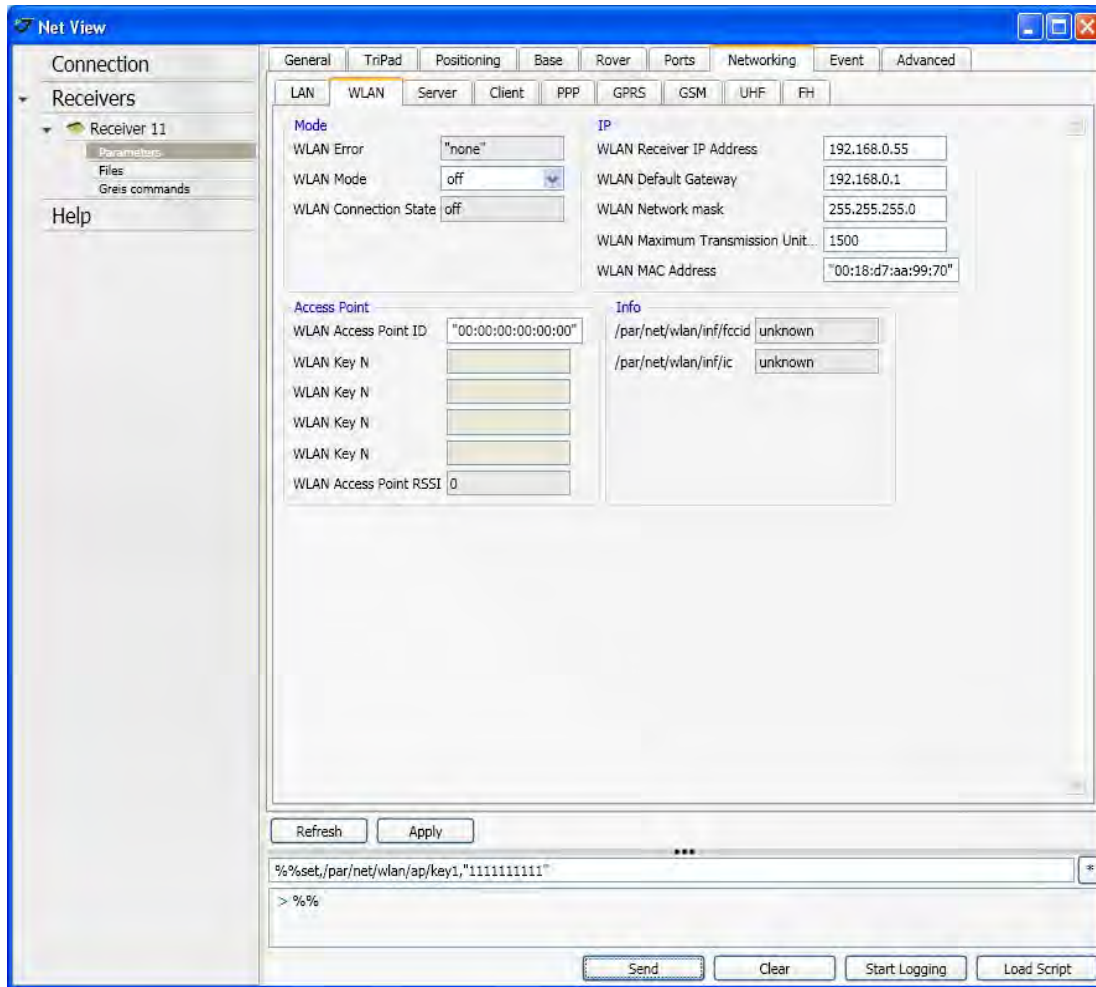 Net View
Connection
Receivers
Receiver 11
Parameters
Files
Greis commands
Help
General TriPad Positioning Base Rover Ports Networking Event Advanced
LAN WLAN Server Client PPP GPRS GSM UHF FH
Mode
WLAN Error "none"
WLAN Mode off
WLAN Connection State off
IP
WLAN Receiver IP Address 192.168.0.55
WLAN Default Gateway 192.168.0.1
WLAN Network mask 255.255.255.0
WLAN Maximum Transmission Unit... 1500
WLAN MAC Address "00:18:d7:aa:99:70"
Access Point
WLAN Access Point ID "00:00:00:00:00:00"
WLAN Key N
WLAN Key N
WLAN Key N
WLAN Key N
WLAN Access Point RSSI 0
Info
/par/net/wlan/inf/fccid unknown
/par/net/wlan/inf/ic unknown
Refresh Apply
%%set,/par/net/wlan/ap/key1,"1111111111"
*
> %%
Send Clear Start Logging Load Script